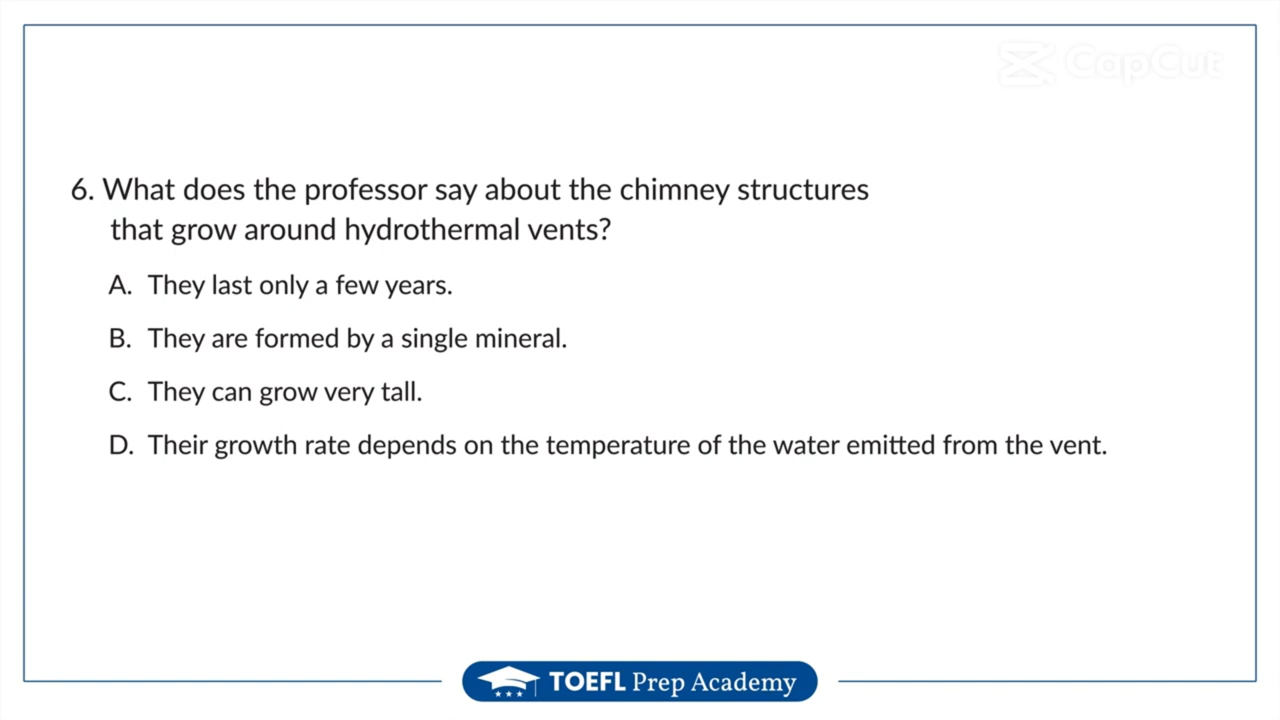 CapCut
6. What does the professor say about the chimney structures
that grow around hydrothermal vents?
A. They last only a few years.
B. They are formed by a single mineral.
C. They can grow very tall.
D. Their growth rate depends on the temperature of the water emitted from the vent.
TOEFL Prep Academy